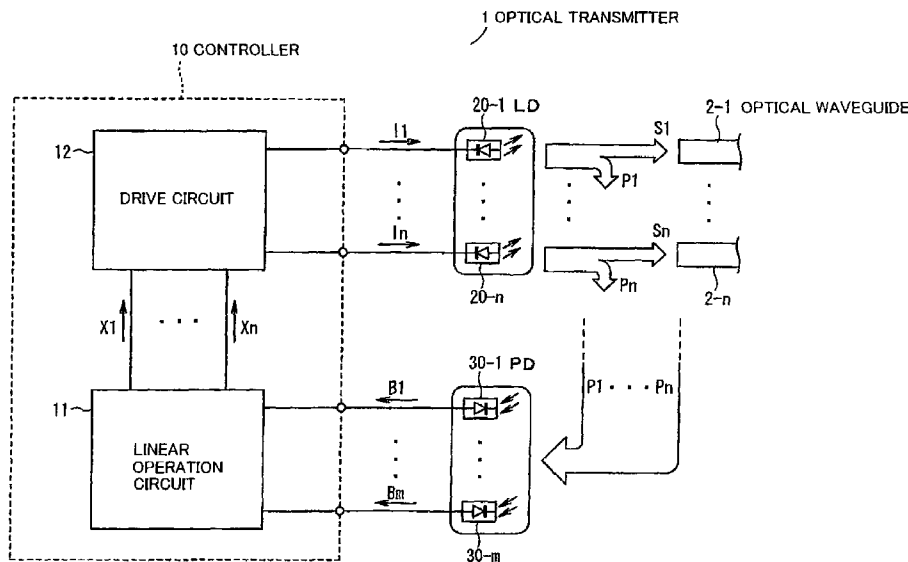 1 OPTICAL TRANSMITTER
10 CONTROLLER
20-1 LD
2-1 OPTICAL WAVEGUIDE
12
I1
S1
P1
DRIVE CIRCUIT
In
Sn
20-n
Pn
2-n
X1
Xn
30-1 PD
B1
P1 Pn
11
LINEAR
OPERATION
CIRCUIT
Bm
30-m